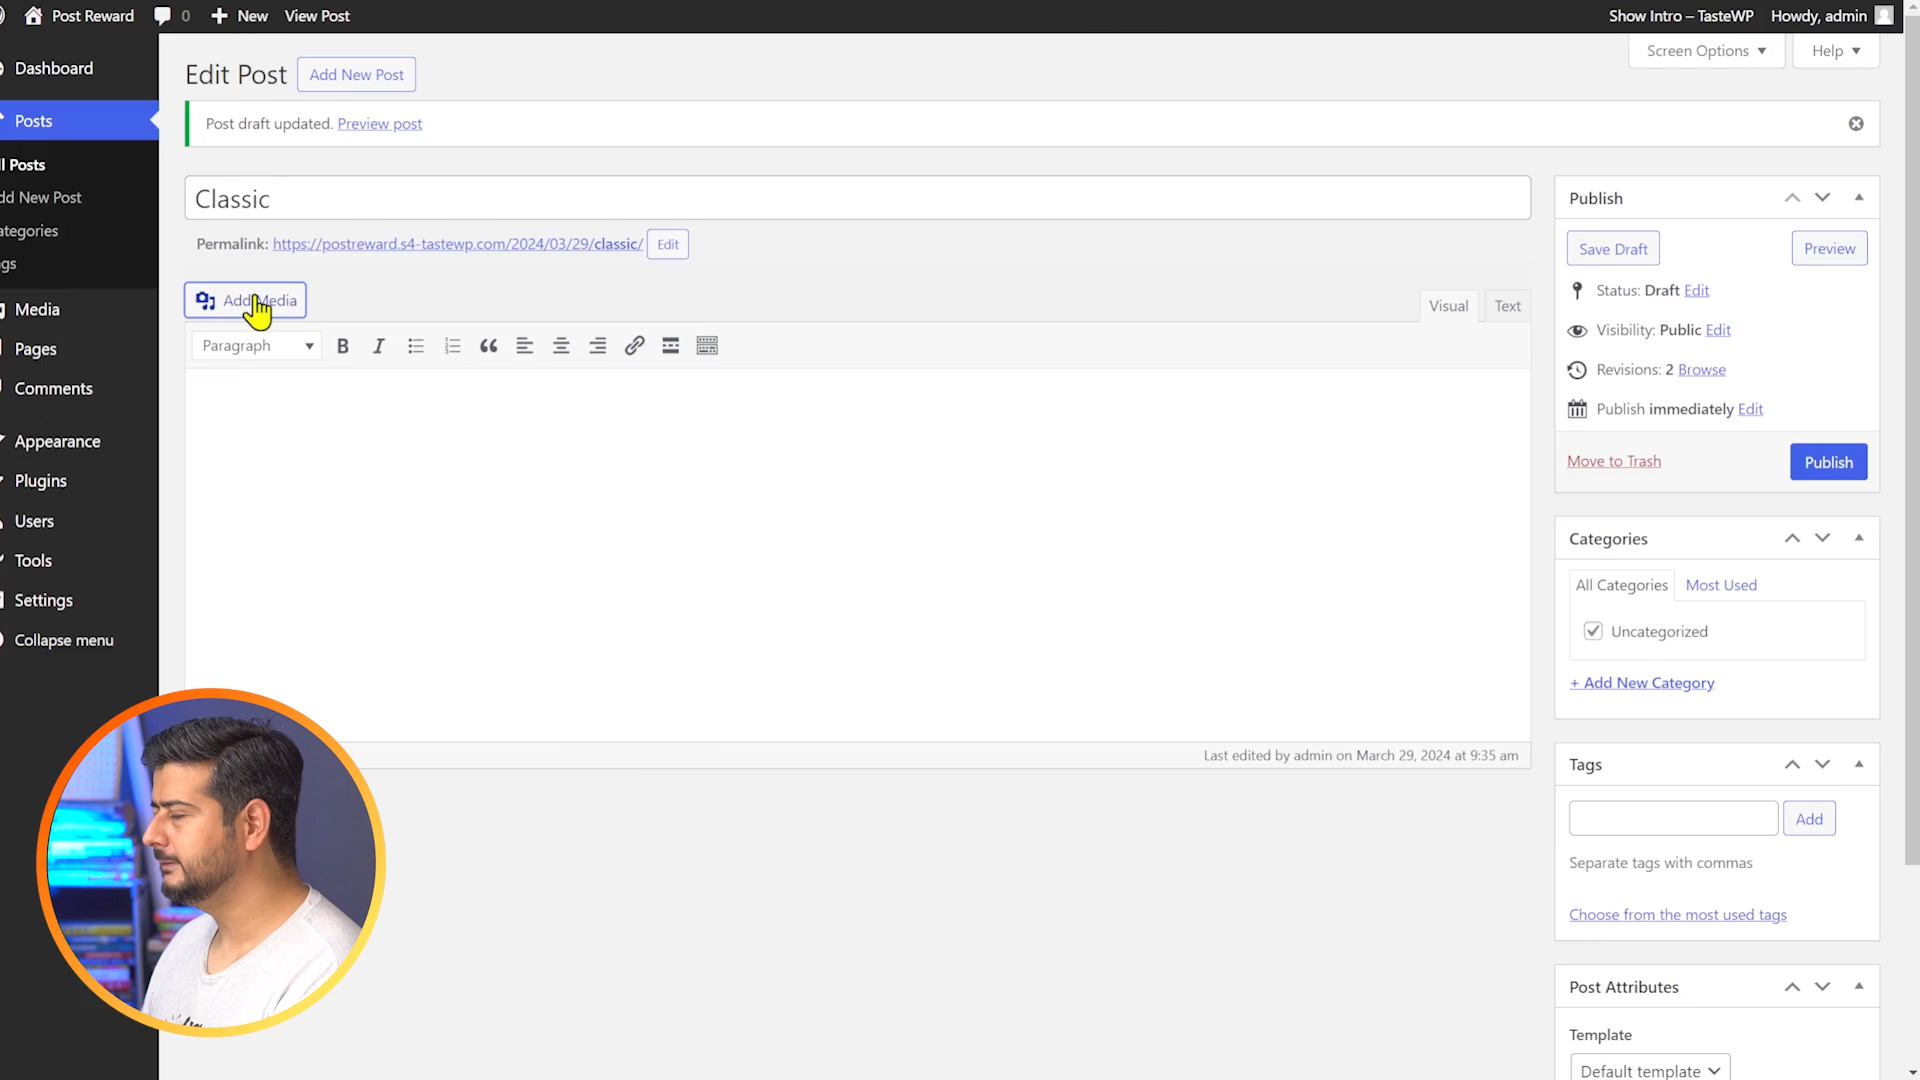 Post Reward 0 New View Post Show Intro – TasteWP Howdy, admin
Screen Options Help
Dashboard
Posts
ll Posts
dd New Post
ategories
gs
Media
Pages
Comments
Appearance
Plugins
Users
Tools
Settings
Collapse menu
Edit Post Add New Post
Post draft updated. Preview post
Classic
Permalink: https://postreward.s4-tastewp.com/2024/03/29/classic/ Edit
Add Media
Visual Text
Paragraph B I
Last edited by admin on March 29, 2024 at 9:35 am
Publish
Save Draft Preview
Status: Draft Edit
Visibility: Public Edit
Revisions: 2 Browse
Publish immediately Edit
Move to Trash Publish
Categories
All Categories Most Used
Uncategorized
+ Add New Category
Tags
Add
Separate tags with commas
Choose from the most used tags
Post Attributes
Template
Default template